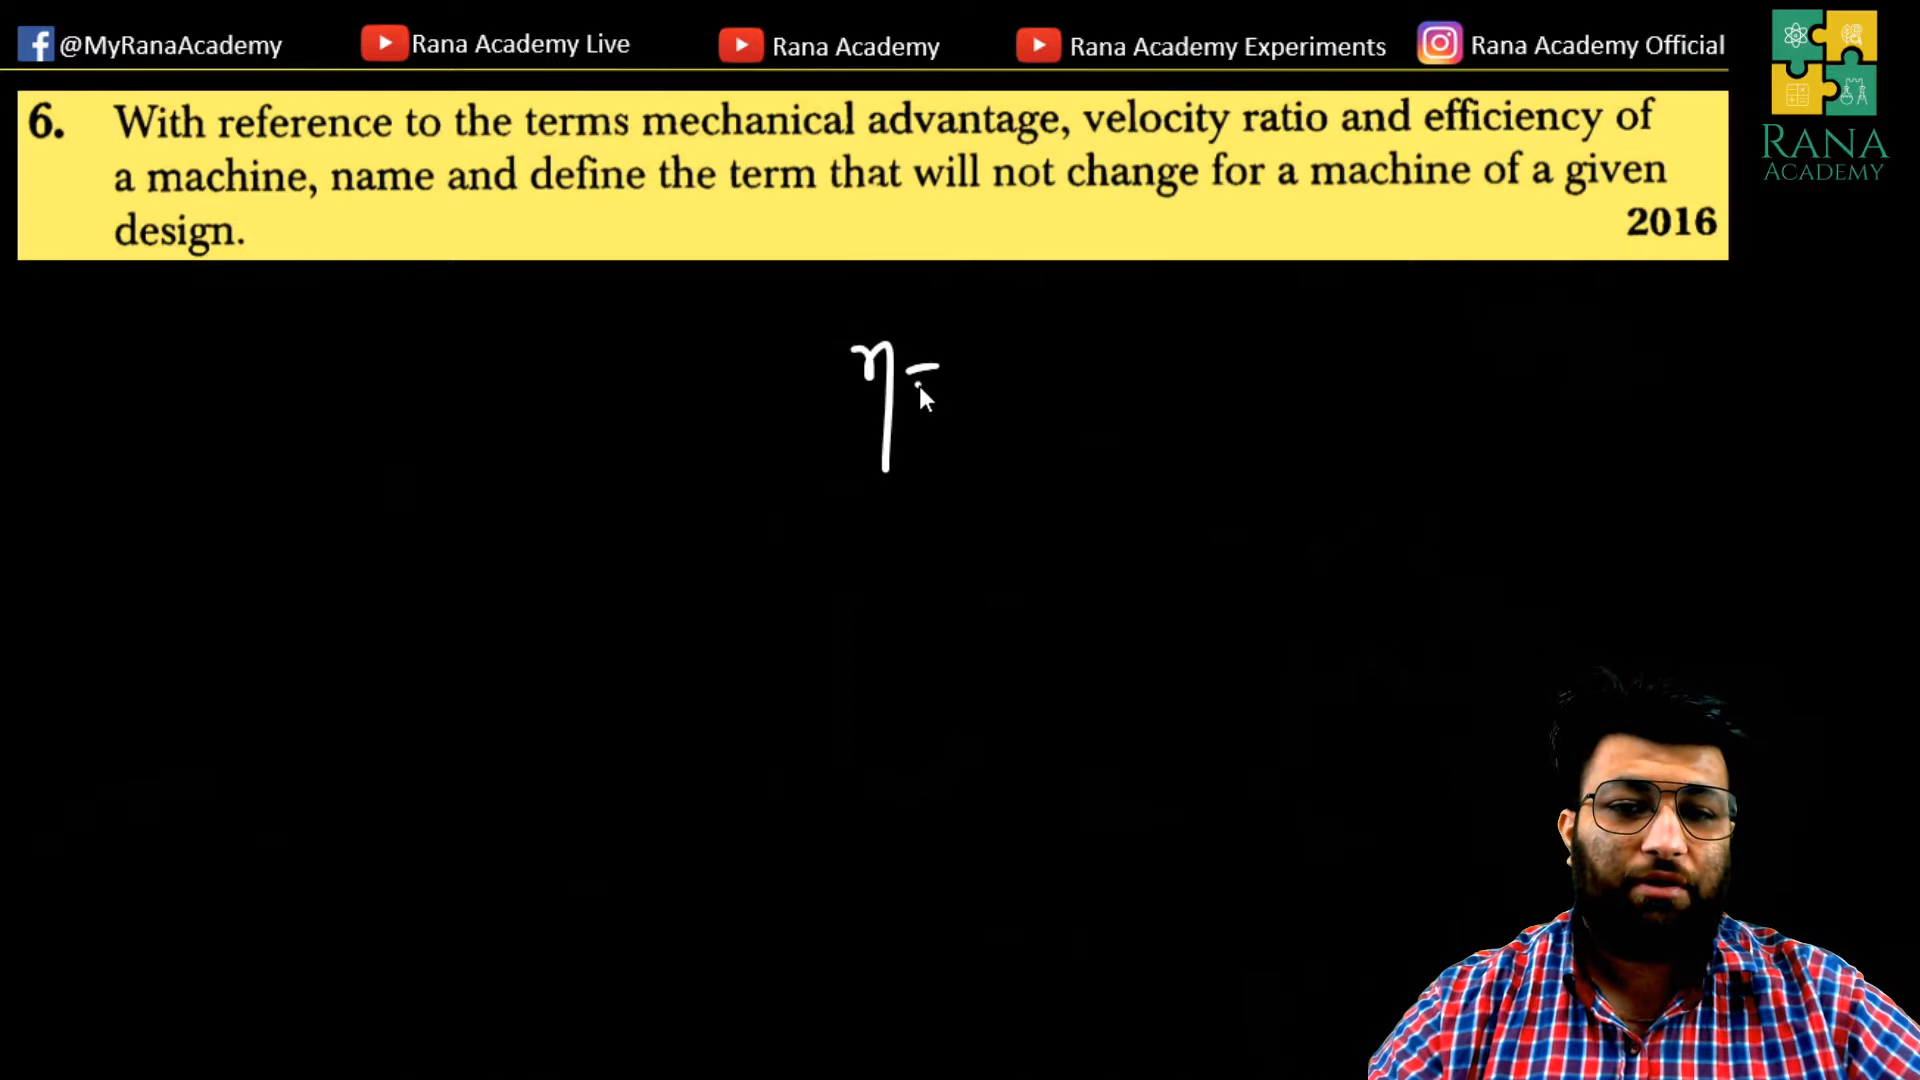 @MyRanaAcademy Rana Academy Live Rana Academy Rana Academy Experiments Rana Academy Official
RANA
ACADEMY
6. With reference to the terms mechanical advantage, velocity ratio and efficiency of
a machine, name and define the term that will not change for a machine of a given
design. 2016
η =